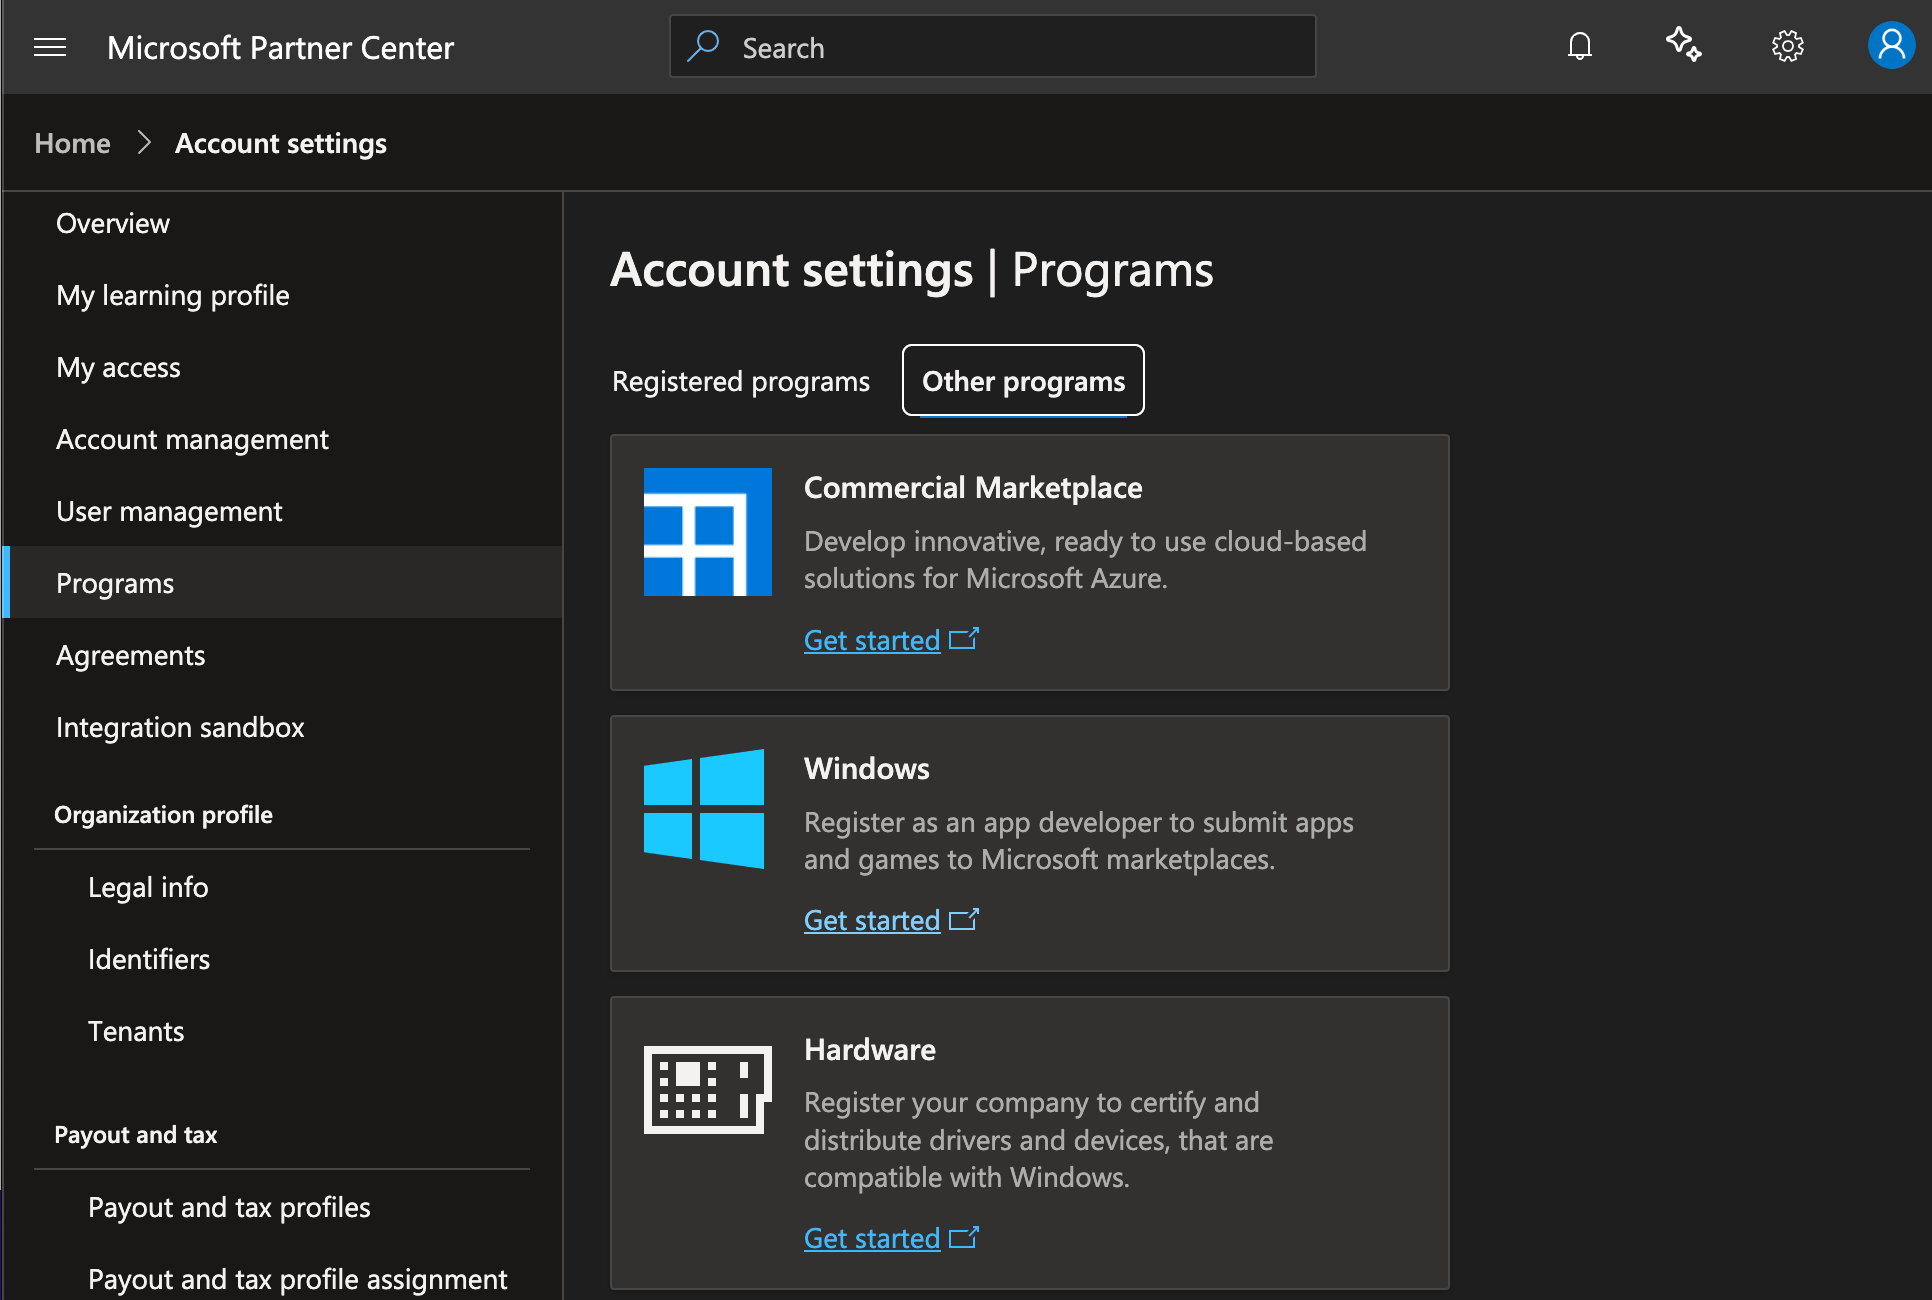 Microsoft Partner Center
Search
Home
Account settings
Overview
My learning profile
My access
Account management
User management
Programs
Agreements
Integration sandbox
Organization profile
Legal info
Identifiers
Tenants
Payout and tax
Payout and tax profiles
Payout and tax profile assignment
Account settings | Programs
Registered programs
Other programs
Commercial Marketplace
Develop innovative, ready to use cloud-based
solutions for Microsoft Azure.
Get started
Windows
Register as an app developer to submit apps
and games to Microsoft marketplaces.
Get started
Hardware
Register your company to certify and
distribute drivers and devices, that are
compatible with Windows.
Get started